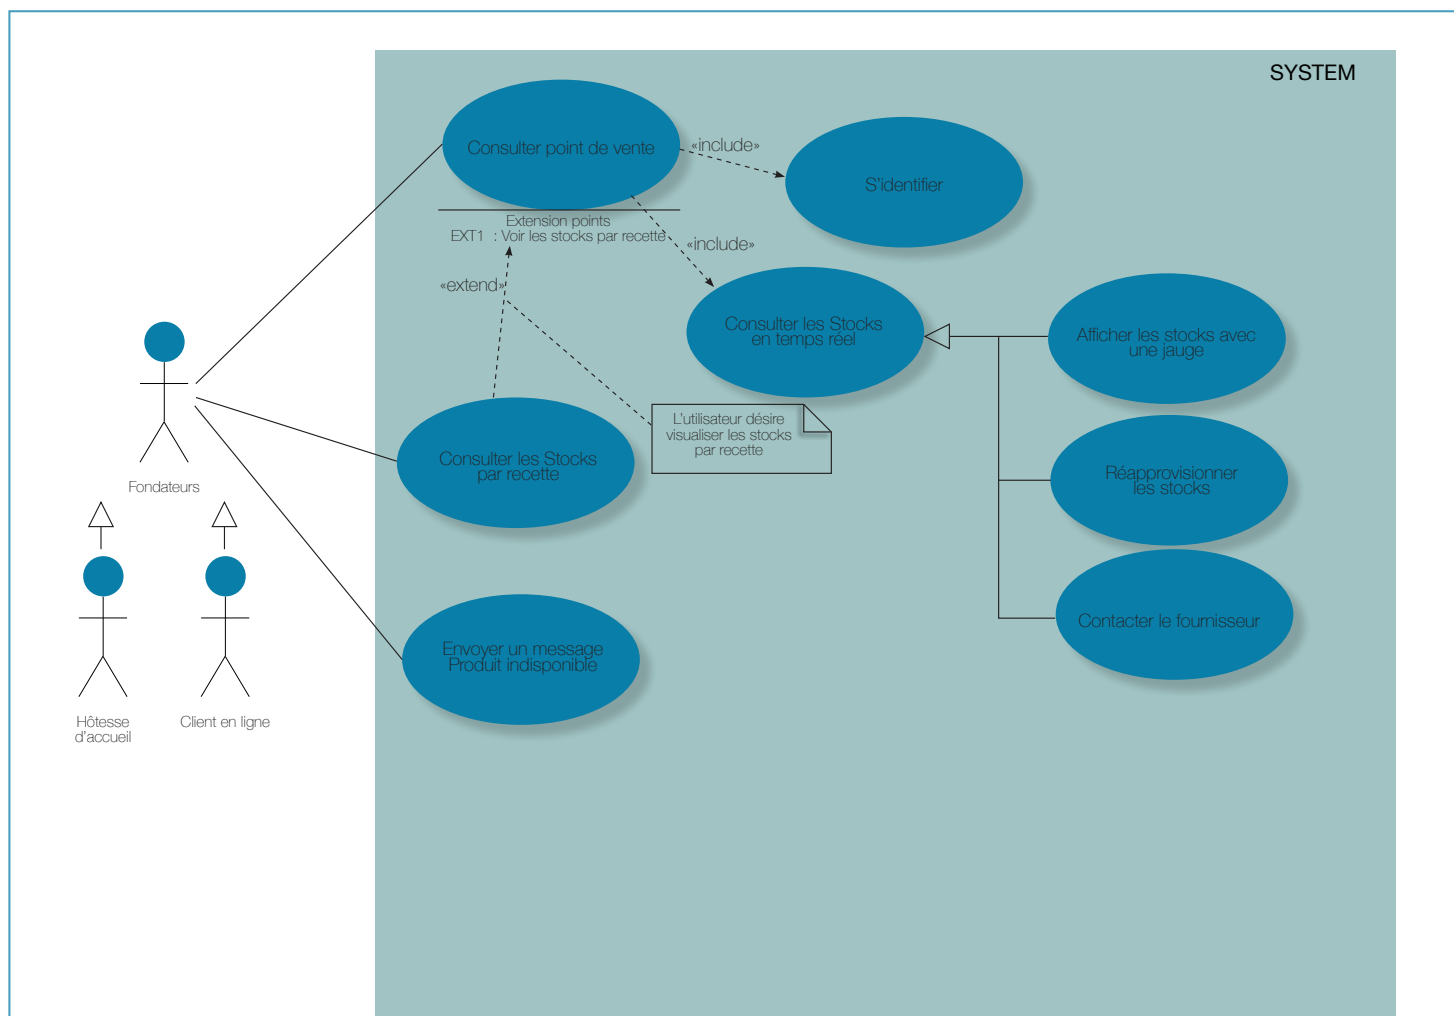 SYSTEM
Consulter point de vente
«include»
S'identifier
Extension points
EXT1 : Voir les stocks par recette
«include»
«extend»
Consulter les Stocks
en temps réel
Afficher les stocks avec
une jauge
L'utilisateur désire
visualiser les stocks
par recette
Consulter les Stocks
par recette
Réapprovisionner
les stocks
Fondateurs
Contacter le fournisseur
Envoyer un message
Produit indisponible
Hôtesse
d'accueil
Client en ligne